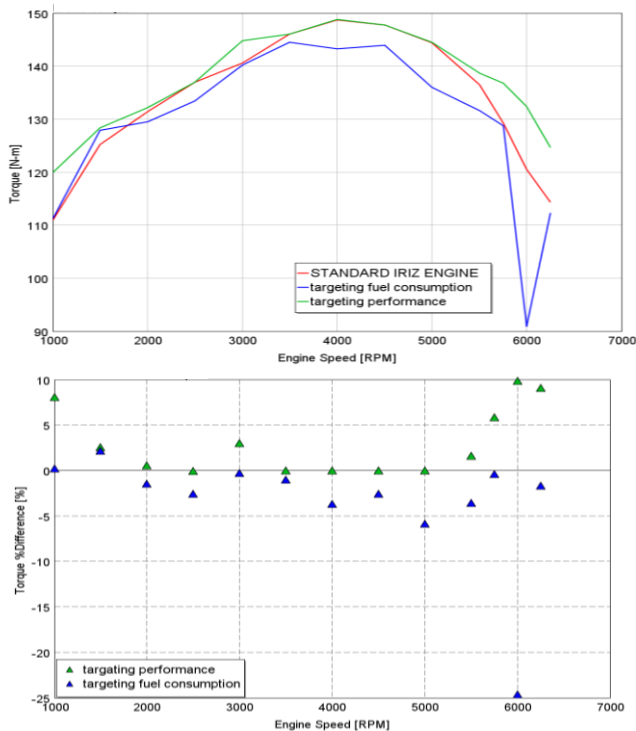 150
140
130
120
110
100
90
Torque [N-m]
STANDARD IRIZ ENGINE
targeting fuel consumption
targeting performance
1000 2000 3000 4000 5000 6000 7000
Engine Speed [RPM]
10
5
0
-5
-10
-15
-20
-25
Torque %Difference [%]
targating performance
targeting fuel consumption
1000 2000 3000 4000 5000 6000 7000
Engine Speed [RPM]